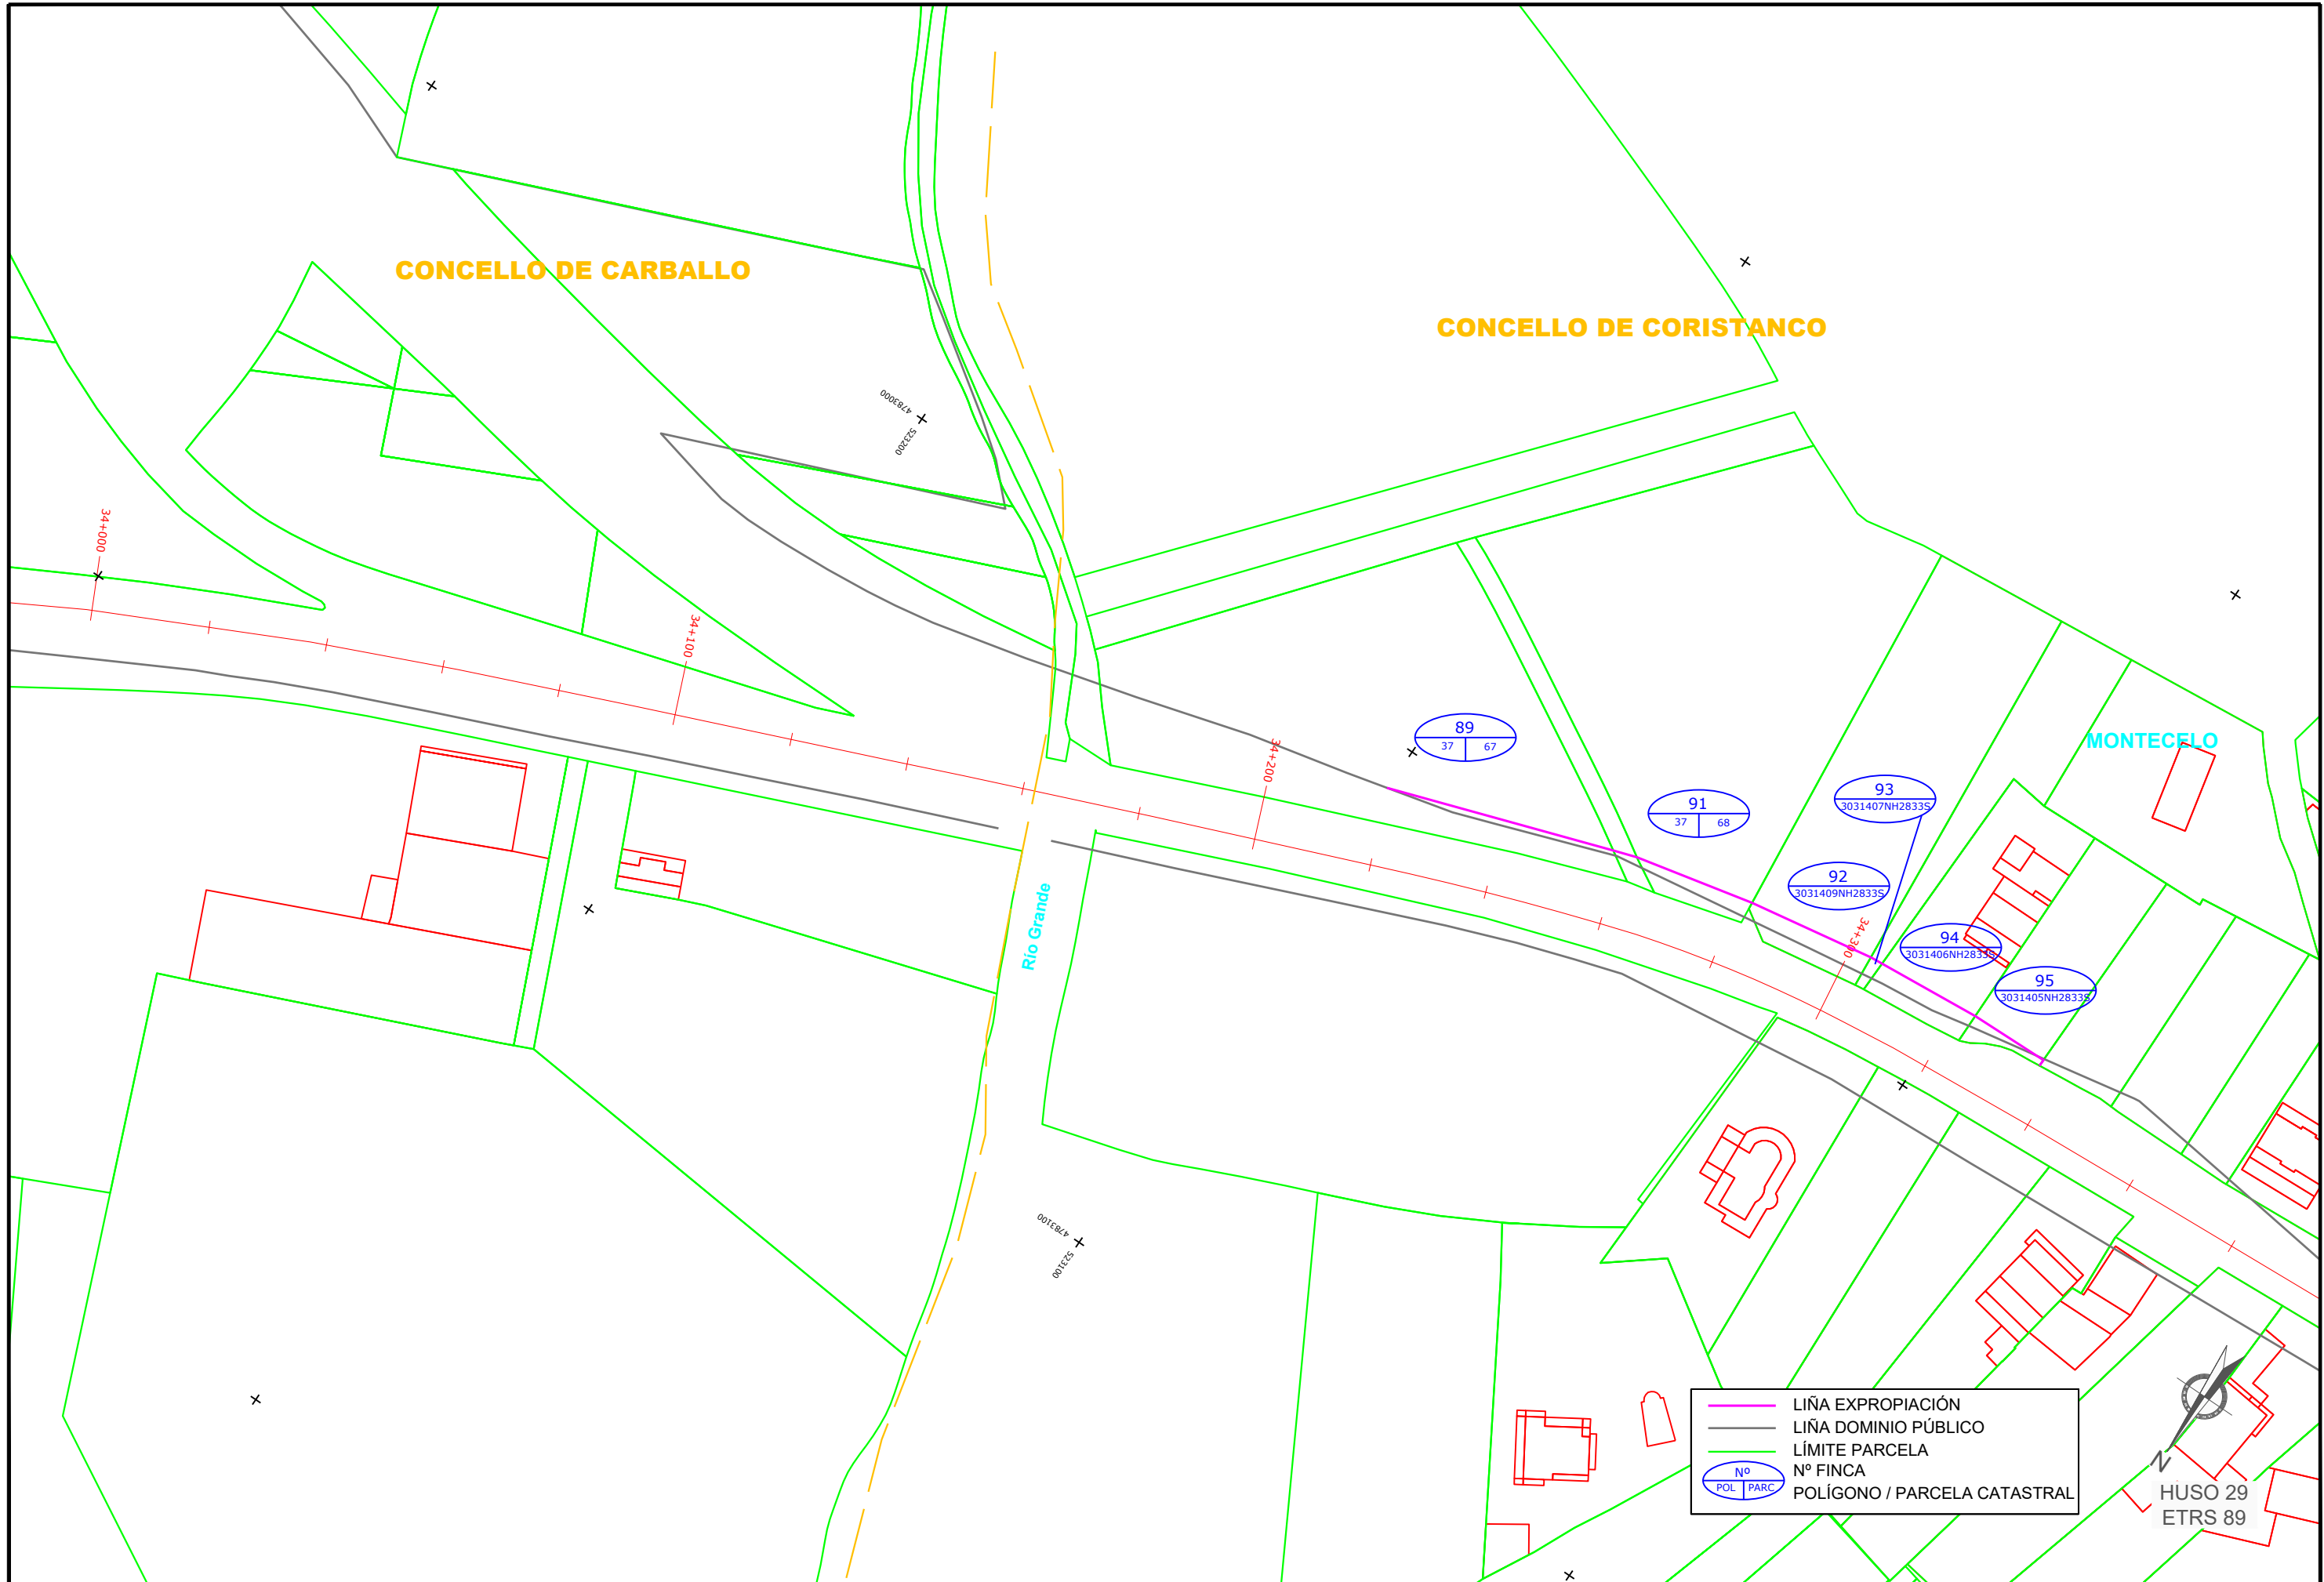 CONCELLO DE CARBALLO
CONCELLO DE CORISTANCO
4783000
523200
34+000
34+100
34+200
89
37 67
91
37 68
93
3031407NH2833S
MONTECELO
92
3031409NH2833S
34+300
94
3031406NH2833S
95
3031405NH2833S
Río Grande
4783100
523100
LIÑA EXPROPIACIÓN
LIÑA DOMINIO PÚBLICO
LÍMITE PARCELA
Nº
POL PARC
Nº FINCA
POLÍGONO / PARCELA CATASTRAL
N
HUSO 29
ETRS 89